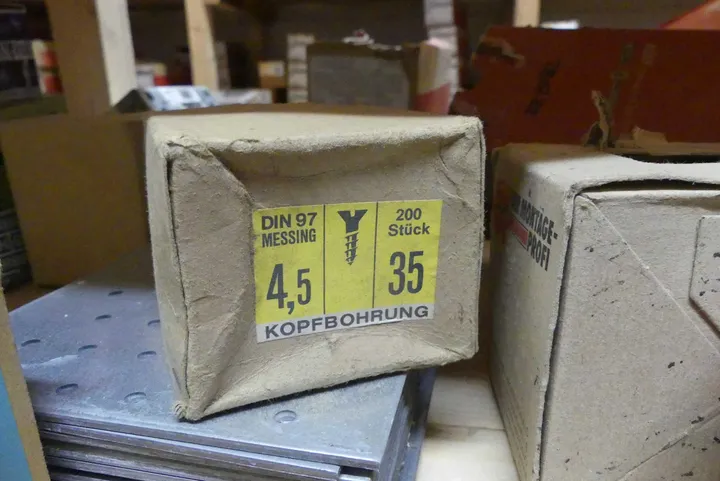 DIN 97
MESSING
4,5
200
Stück
35
KOPFBOHRUNG
MONTAGE-
PROFI